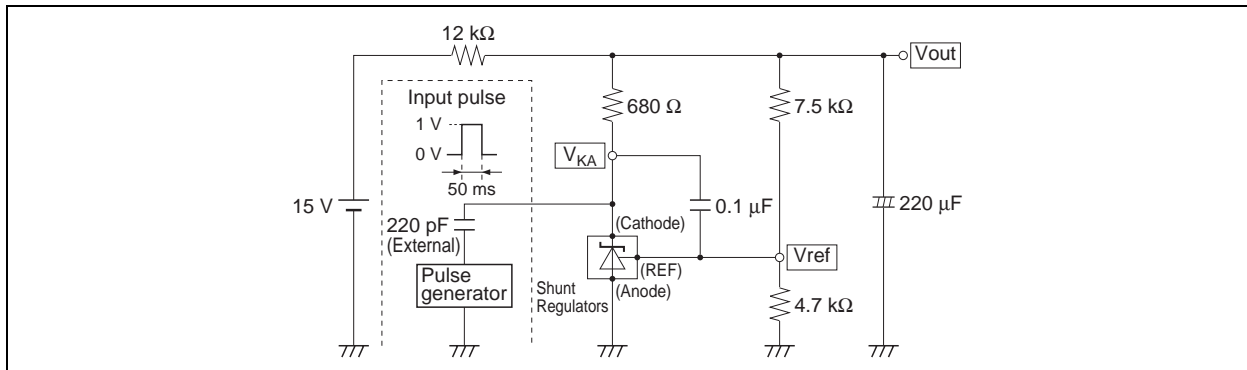 12 kΩ
Vout
Input pulse
1 V
0 V
50 ms
680 Ω
7.5 kΩ
VKA
15 V
220 pF
(External)
0.1 μF
220 μF
(Cathode)
Vref
(REF)
(Anode)
Pulse
generator
Shunt
Regulators
4.7 kΩ